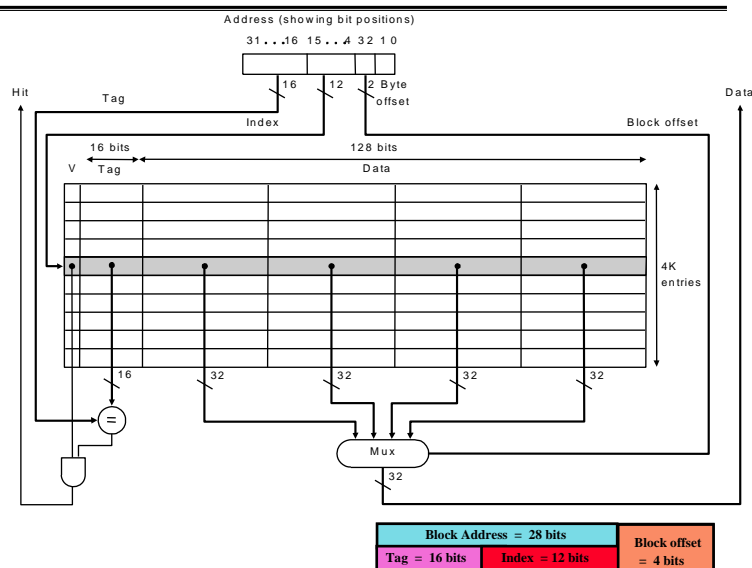 Address (showing bit positions)
31...16 15...4 32 1 0
16 12 2 Byte offset
Hit
Tag
Data
Index
Block offset
16 bits 128 bits
V Tag Data
4K entries
16 32 32 32 32
=
Mux
32
Block Address = 28 bits
Block offset = 4 bits
Tag = 16 bits Index = 12 bits